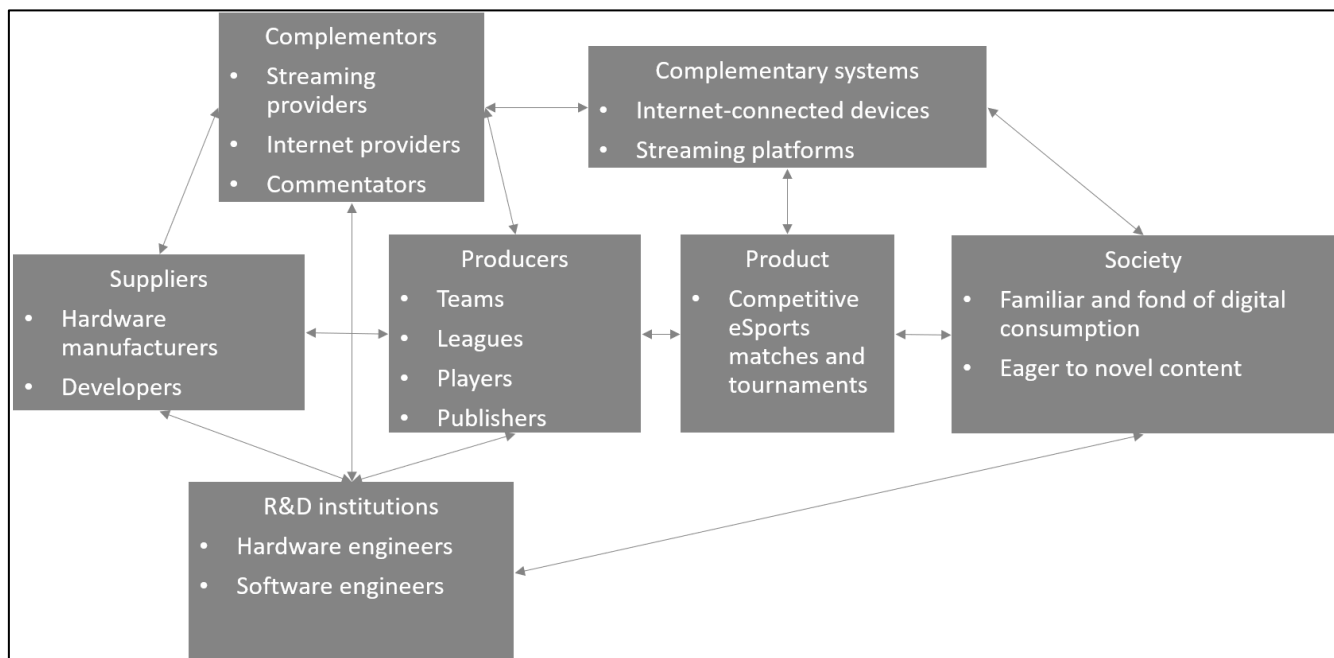 Complementors
• Streaming
providers
• Internet providers
• Commentators
Complementary systems
• Internet-connected devices
• Streaming platforms
Suppliers
• Hardware
manufacturers
• Developers
Producers
• Teams
• Leagues
• Players
• Publishers
Product
• Competitive
eSports
matches and
tournaments
Society
• Familiar and fond of digital
consumption
• Eager to novel content
R&D institutions
• Hardware engineers
• Software engineers